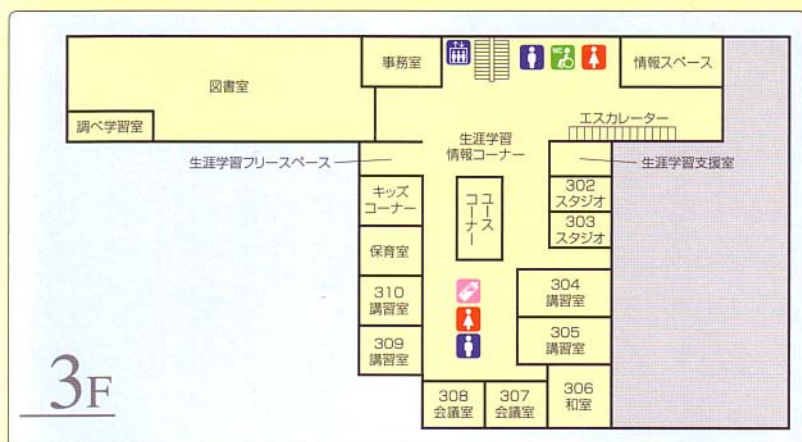 事務室
WC
情報スペース
図書室
調べ学習室
エスカレーター
生涯学習
情報コーナー
生涯学習フリースペース
生涯学習支援室
キッズ
コーナー
ユース
コーナー
302
スタジオ
303
スタジオ
保育室
310
講習室
304
講習室
309
講習室
305
講習室
308
会議室
307
会議室
306
和室
3F